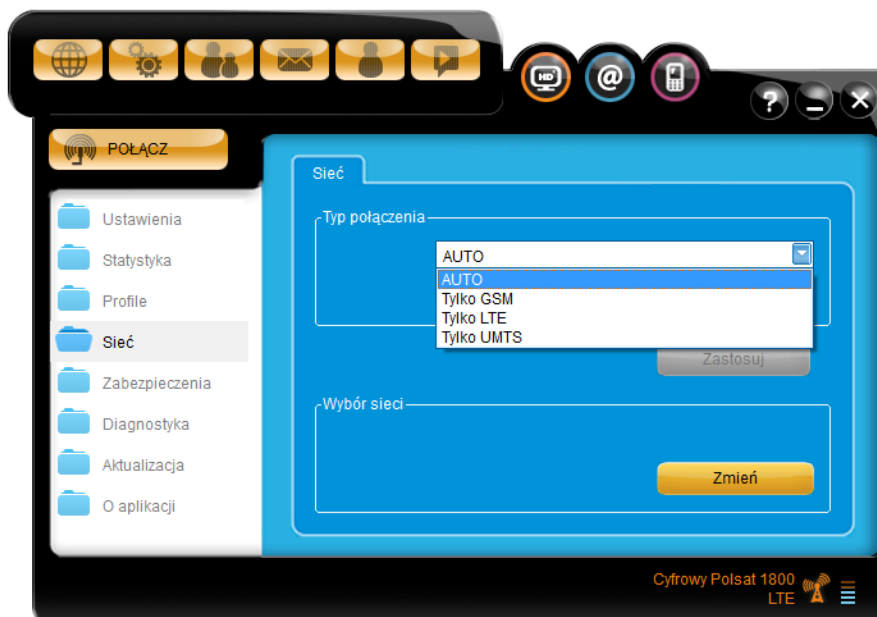 HD
@
?
POŁĄCZ
Ustawienia
Statystyka
Profile
Sieć
Zabezpieczenia
Diagnostyka
Aktualizacja
O aplikacji
Sieć
Typ połączenia
AUTO
AUTO
Tylko GSM
Tylko LTE
Tylko UMTS
Zastosuj
Wybór sieci
Zmień
Cyfrowy Polsat 1800
LTE